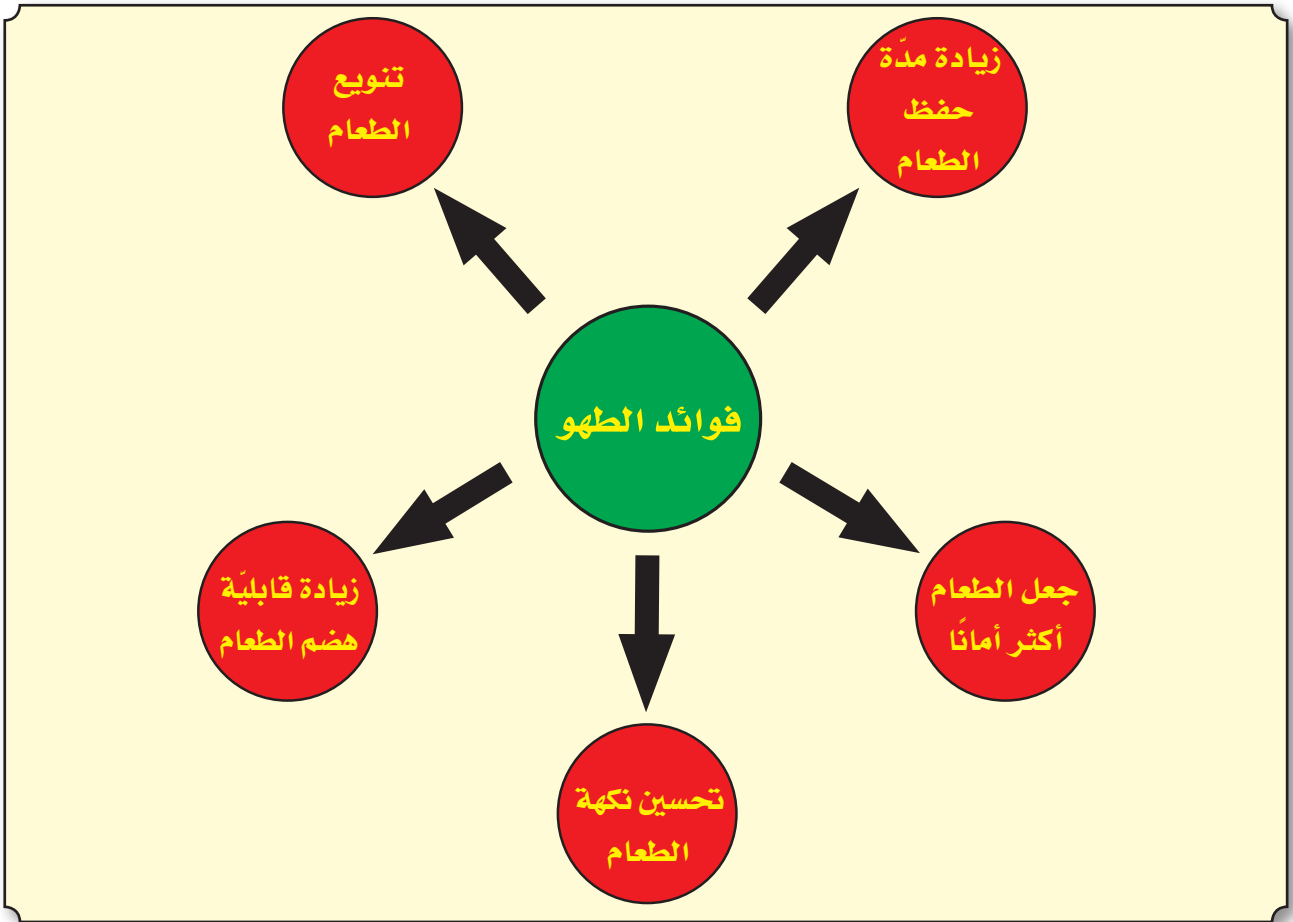 زيادة مدّة
حفظ
الطعام
تنويع
الطعام
فوائد الطهو
جعل الطعام
أكثر أمانًا
زيادة قابليّة
هضم الطعام
تحسين نكهة
الطعام